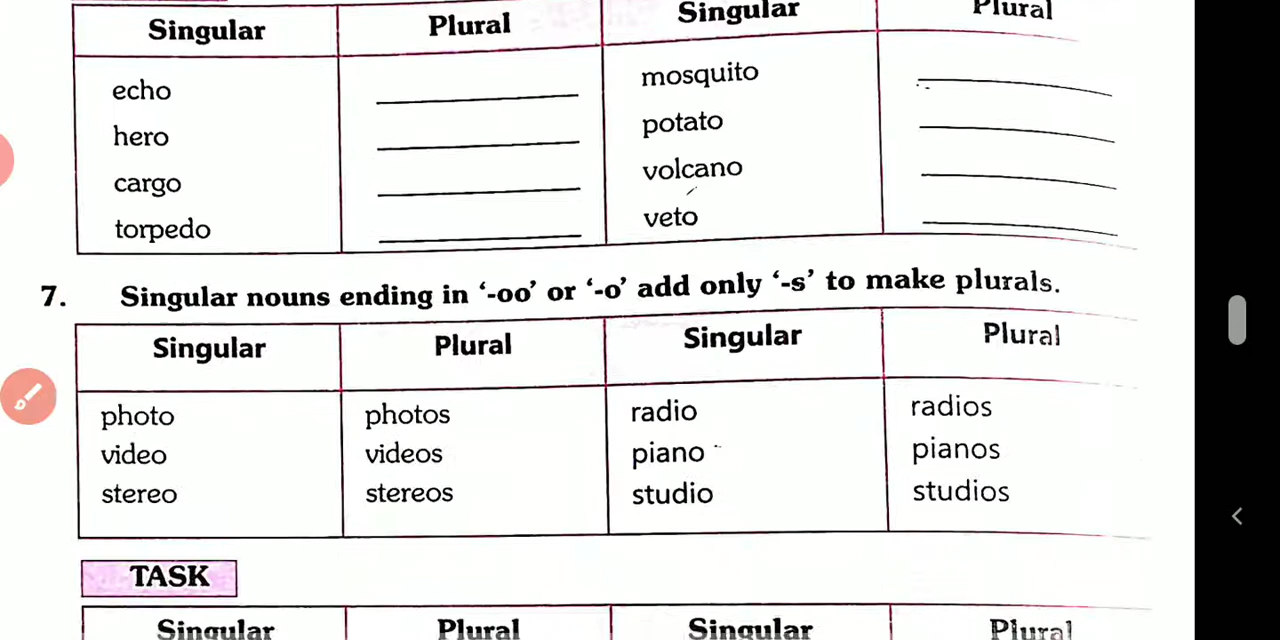 Singular Plural Singular Plural
echo mosquito
hero potato
cargo volcano
torpedo veto
7. Singular nouns ending in ‘-oo’ or ‘-o’ add only ‘-s’ to make plurals.
Singular Plural Singular Plural
photo photos radio radios
video videos piano pianos
stereo stereos studio studios
TASK
Singular Plural Singular Plural